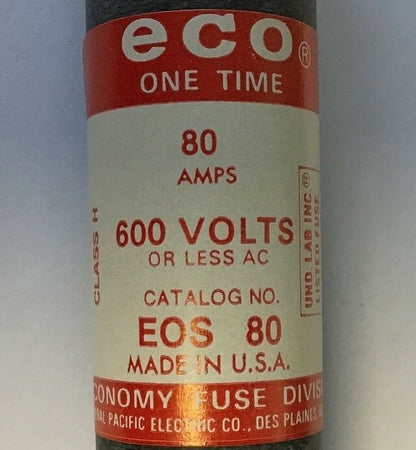 eco®
ONE TIME
80
AMPS
600 VOLTS
OR LESS AC
CATALOG NO.
EOS 80
MADE IN U.S.A.
CONOMY FUSE DIVIS
RAL PACIFIC ELECTRIC CO., DES PLAINES,
CLASS H
UND. LAB INC.®
LISTED FUSE